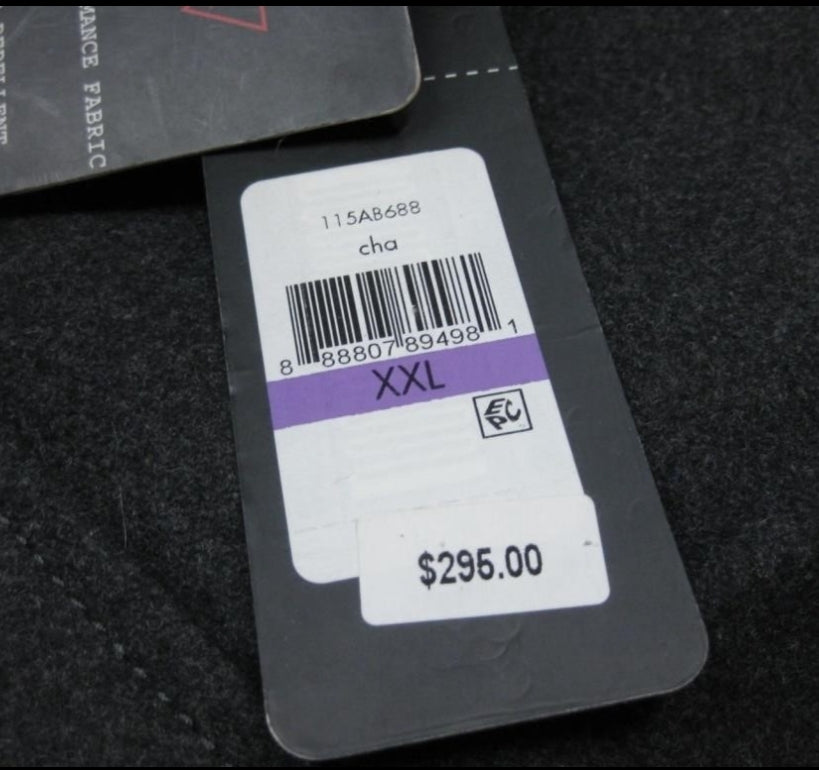 MANCE FABRIC
115AB688
cha
8 88807 89498 1
XXL
EPC
$295.00